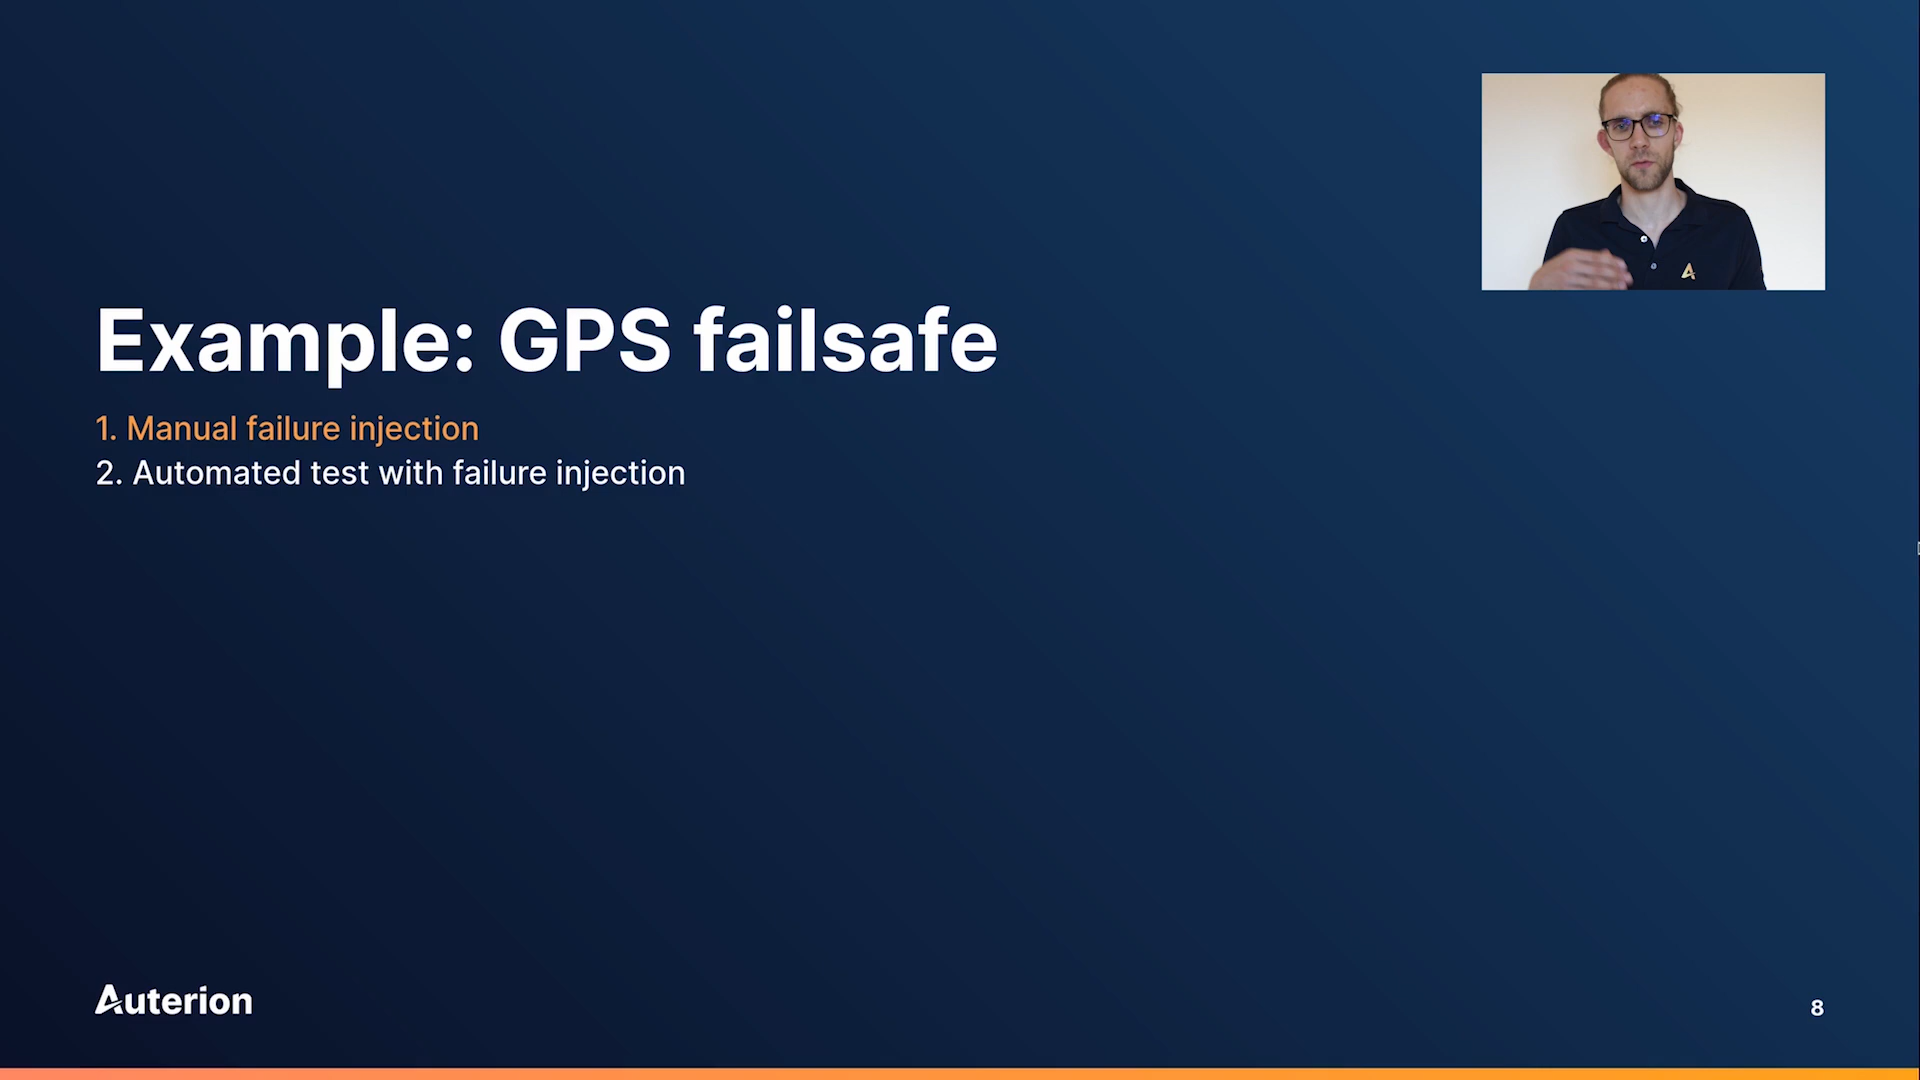 Example: GPS failsafe
1. Manual failure injection
2. Automated test with failure injection
Auterion
8